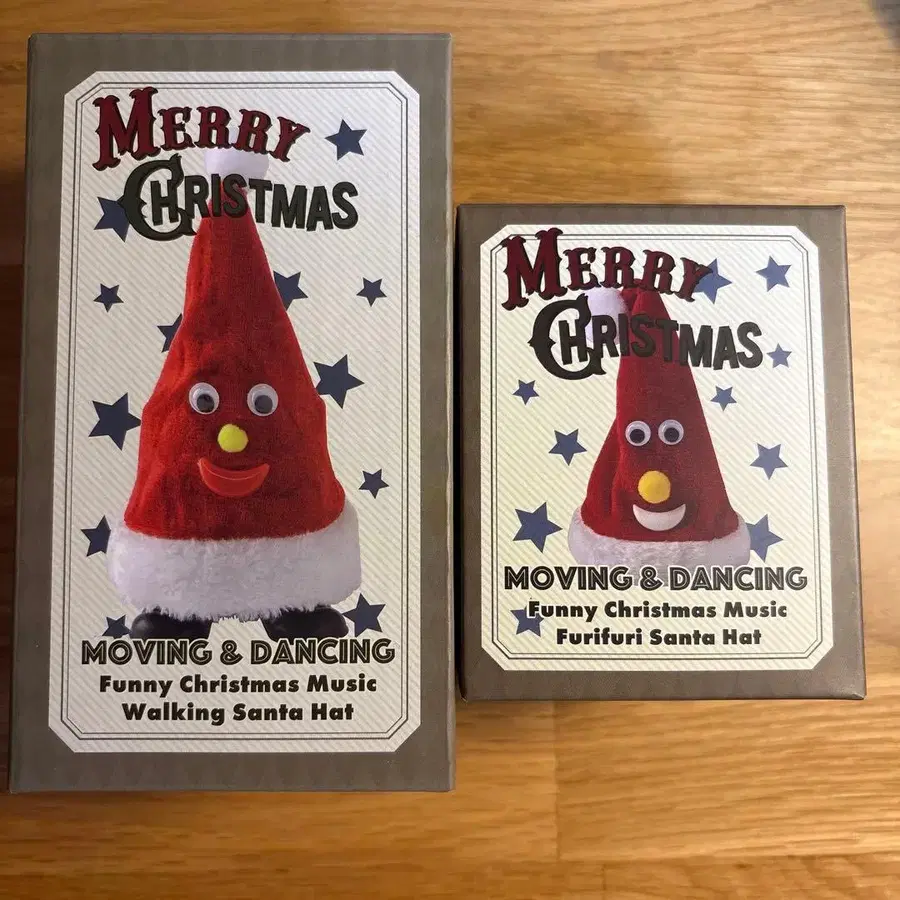 MERRY
CHRISTMAS
MOVING & DANCING
Funny Christmas Music
Walking Santa Hat
MERRY
CHRISTMAS
MOVING & DANCING
Funny Christmas Music
Furifuri Santa Hat